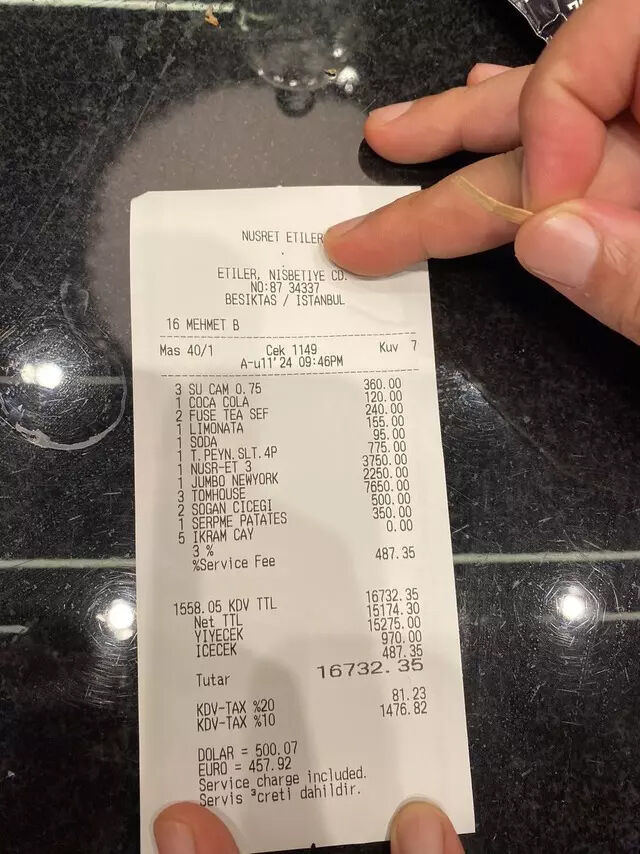 NUSRET ETILER
.
ETILER, NISBETIYE CD.
NO:87 34337
BESIKTAS / ISTANBUL
16 MEHMET B
Mas 40/1 Cek 1149 Kuv 7
A-u11'24 09:46PM
3 SU CAM 0.75 360.00
1 COCA COLA 120.00
2 FUSE TEA SEF 240.00
1 LIMONATA 155.00
1 SODA 95.00
1 T.PEYN.SLT.4P 775.00
1 NUSR-ET 3 3750.00
1 JUMBO NEWYORK 2250.00
3 TOMHOUSE 7650.00
2 SOGAN CICEGI 500.00
1 SERPME PATATES 350.00
5 IKRAM CAY 0.00
3 %
%Service Fee 487.35
1558.05 KDV TTL 16732.35
Net TTL 15174.30
YIYECEK 15275.00
ICECEK 970.00
487.35
Tutar 16732.35
KDV-TAX %20 81.23
KDV-TAX %10 1476.82
DOLAR = 500.07
EURO = 457.92
Service charge included.
Servis ³creti dahildir.